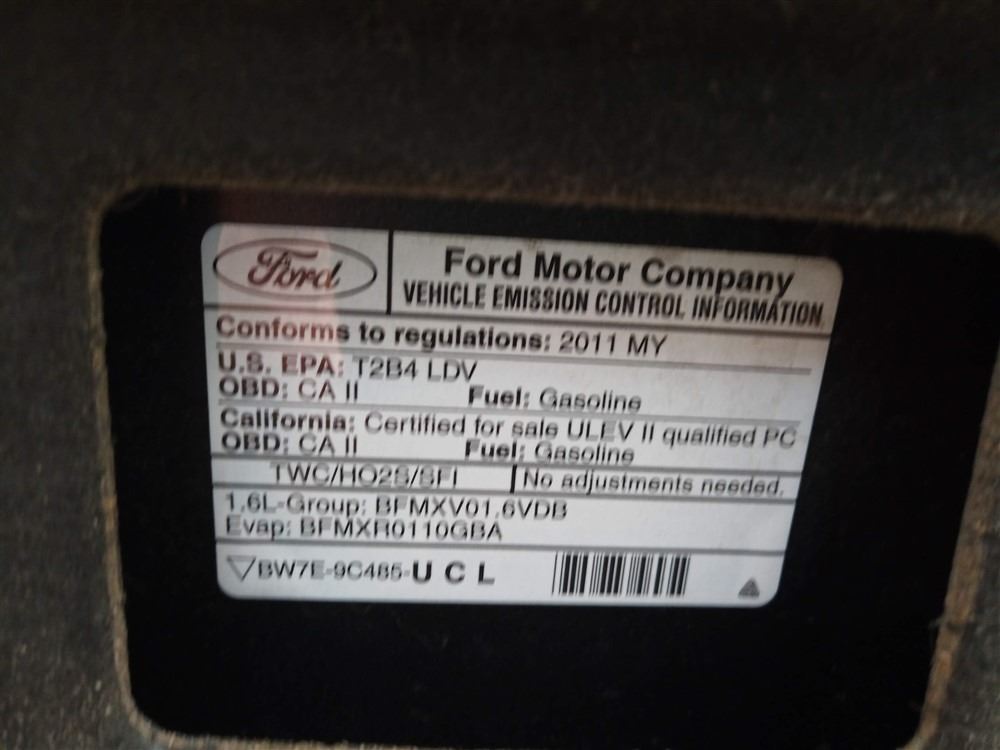 Ford
Ford Motor Company
VEHICLE EMISSION CONTROL INFORMATION
Conforms to regulations: 2011 MY
U.S. EPA: T2B4 LDV
OBD: CA II Fuel: Gasoline
California: Certified for sale ULEV II qualified PC
OBD: CA II Fuel: Gasoline
TWC/HO2S/SFI No adjustments needed.
1.6L-Group: BFMXV01.6VDB
Evap: BFMXR0110GBA
BW7E-9C485-U C L